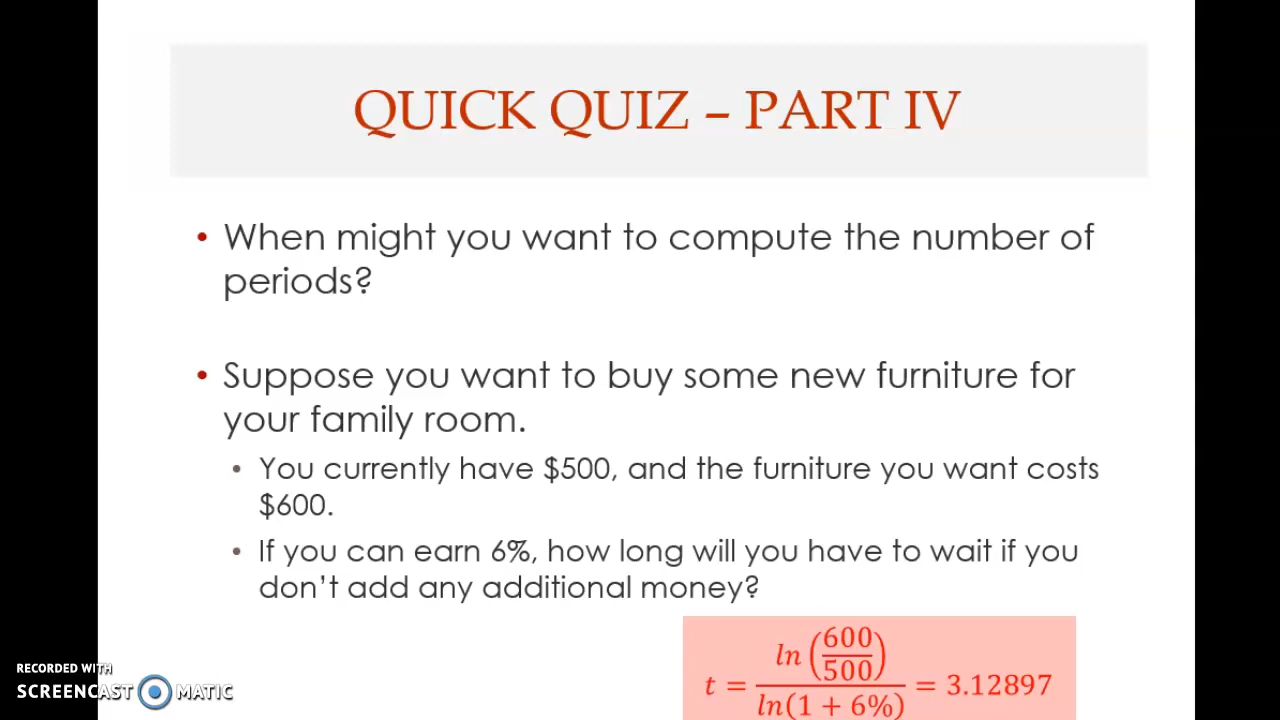 QUICK QUIZ – PART IV
• When might you want to compute the number of
periods?
• Suppose you want to buy some new furniture for
your family room.
• You currently have $500, and the furniture you want costs
$600.
• If you can earn 6%, how long will you have to wait if you
don’t add any additional money?
t = ln(600/500) / ln(1 + 6%) = 3.12897
RECORDED WITH
SCREENCAST MATIC